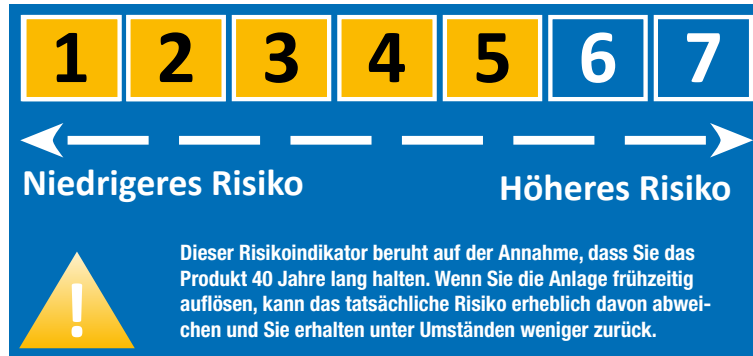 1 2 3 4 5 6 7
Niedrigeres Risiko Höheres Risiko
!
Dieser Risikoindikator beruht auf der Annahme, dass Sie das
Produkt 40 Jahre lang halten. Wenn Sie die Anlage frühzeitig
auflösen, kann das tatsächliche Risiko erheblich davon abwei-
chen und Sie erhalten unter Umständen weniger zurück.